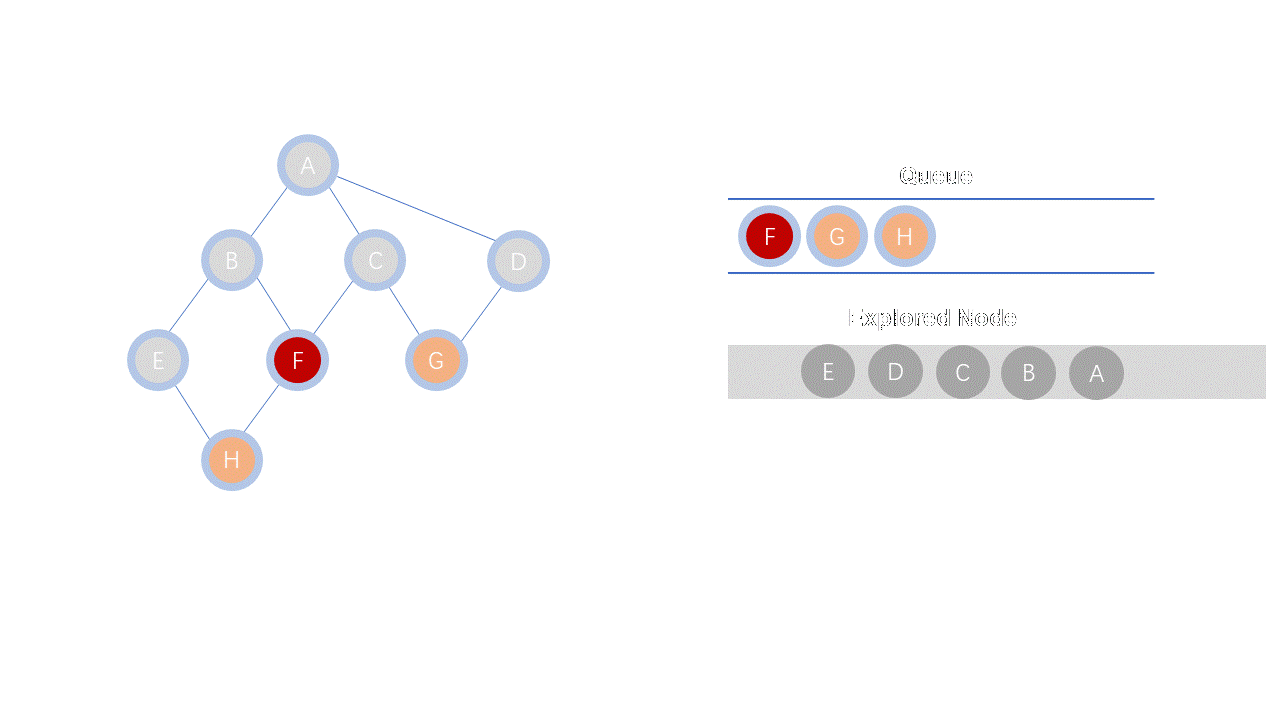 A
Queue
F G H
B C D
Explored Node
E F G
E D C B A
H